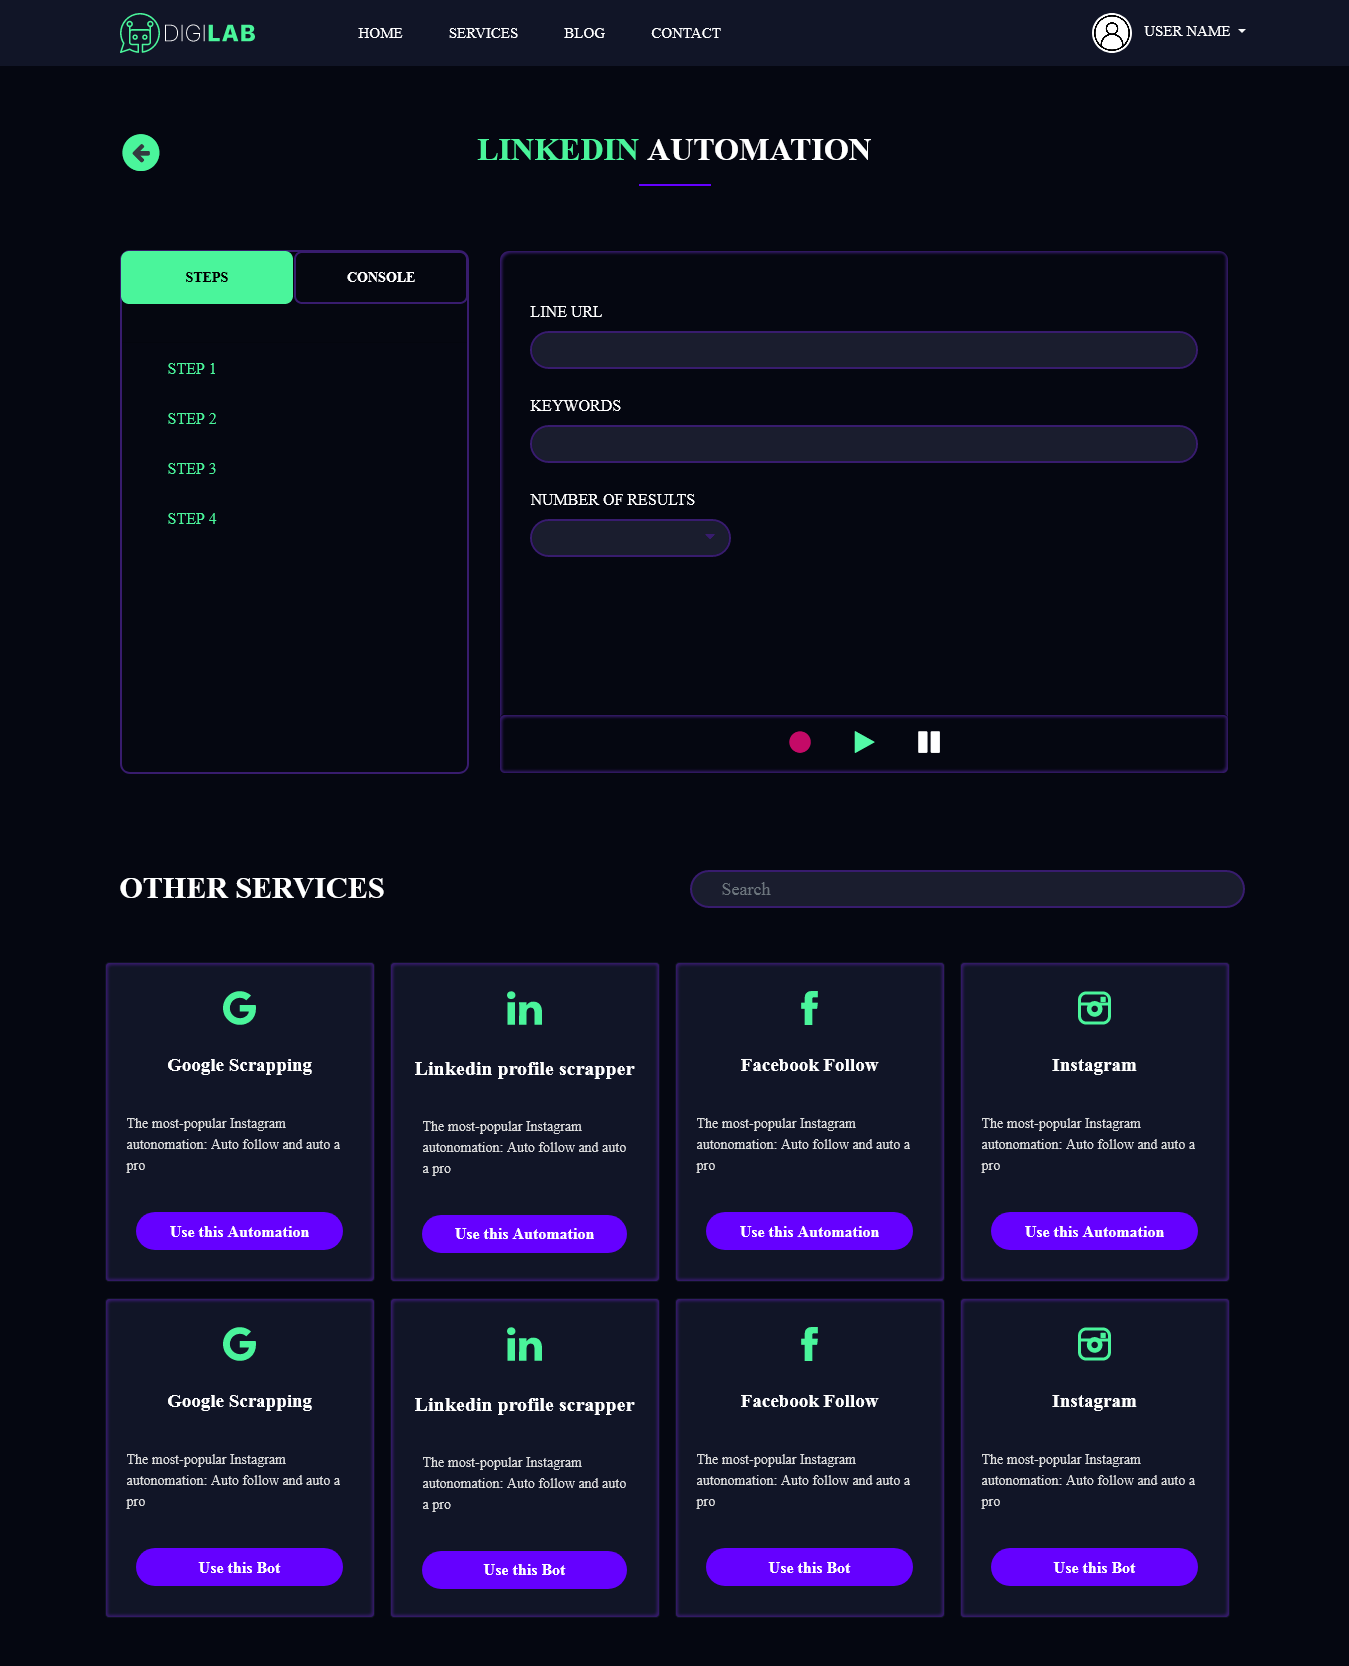 DIGILAB
HOME
SERVICES
BLOG
CONTACT
USER NAME
LINKEDIN AUTOMATION
STEPS
CONSOLE
STEP 1
STEP 2
STEP 3
STEP 4
LINE URL
KEYWORDS
NUMBER OF RESULTS
OTHER SERVICES
Search
Google Scrapping
The most-popular Instagram
autonomation: Auto follow and auto a
pro
Use this Automation
Linkedin profile scrapper
The most-popular Instagram
autonomation: Auto follow and auto
a pro
Use this Automation
Facebook Follow
The most-popular Instagram
autonomation: Auto follow and auto a
pro
Use this Automation
Instagram
The most-popular Instagram
autonomation: Auto follow and auto a
pro
Use this Automation
Google Scrapping
The most-popular Instagram
autonomation: Auto follow and auto a
pro
Use this Bot
Linkedin profile scrapper
The most-popular Instagram
autonomation: Auto follow and auto
a pro
Use this Bot
Facebook Follow
The most-popular Instagram
autonomation: Auto follow and auto a
pro
Use this Bot
Instagram
The most-popular Instagram
autonomation: Auto follow and auto a
pro
Use this Bot